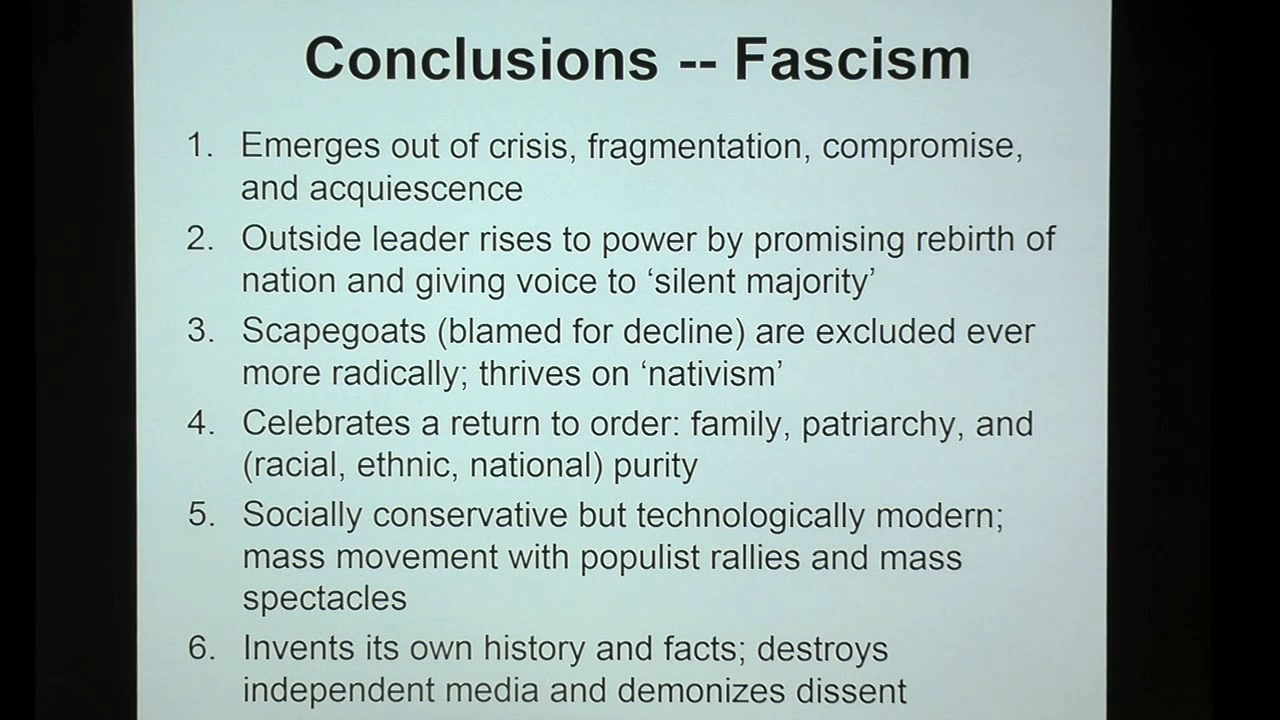 Conclusions -- Fascism
1. Emerges out of crisis, fragmentation, compromise,
and acquiescence
2. Outside leader rises to power by promising rebirth of
nation and giving voice to ‘silent majority’
3. Scapegoats (blamed for decline) are excluded ever
more radically; thrives on ‘nativism’
4. Celebrates a return to order: family, patriarchy, and
(racial, ethnic, national) purity
5. Socially conservative but technologically modern;
mass movement with populist rallies and mass
spectacles
6. Invents its own history and facts; destroys
independent media and demonizes dissent